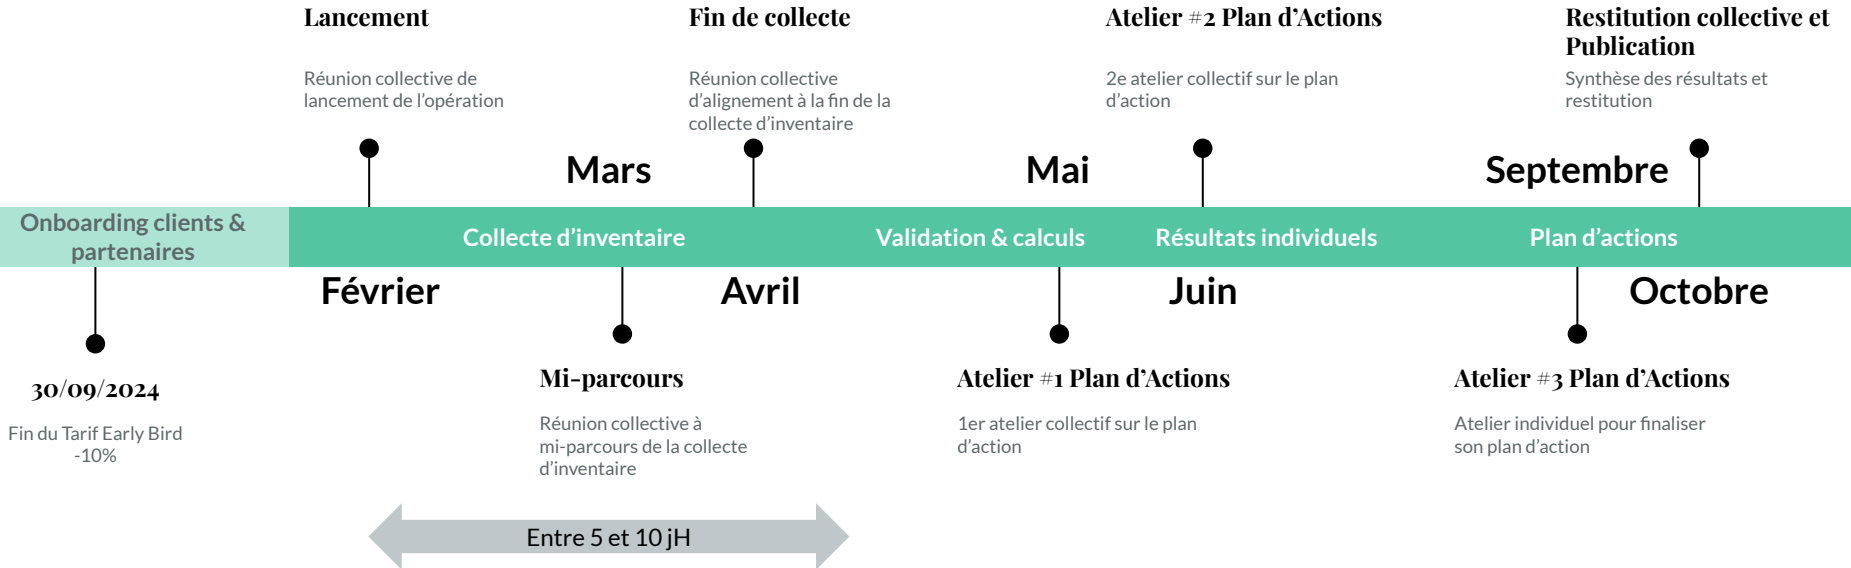 Lancement
Réunion collective de
lancement de l'opération
Fin de collecte
Réunion collective
d'alignement à la fin de la
collecte d'inventaire
Atelier #2 Plan d'Actions
2e atelier collectif sur le plan
d'action
Restitution collective et
Publication
Synthèse des résultats et
restitution
Mars
Mai
Septembre
Onboarding clients &
partenaires
Collecte d'inventaire
Validation & calculs
Résultats individuels
Plan d'actions
Février
Avril
Juin
Octobre
30/09/2024
Fin du Tarif Early Bird
-10%
Mi-parcours
Réunion collective à
mi-parcours de la collecte
d'inventaire
Atelier #1 Plan d'Actions
1er atelier collectif sur le plan
d'action
Atelier #3 Plan d'Actions
Atelier individuel pour finaliser
son plan d'action
Entre 5 et 10 jH